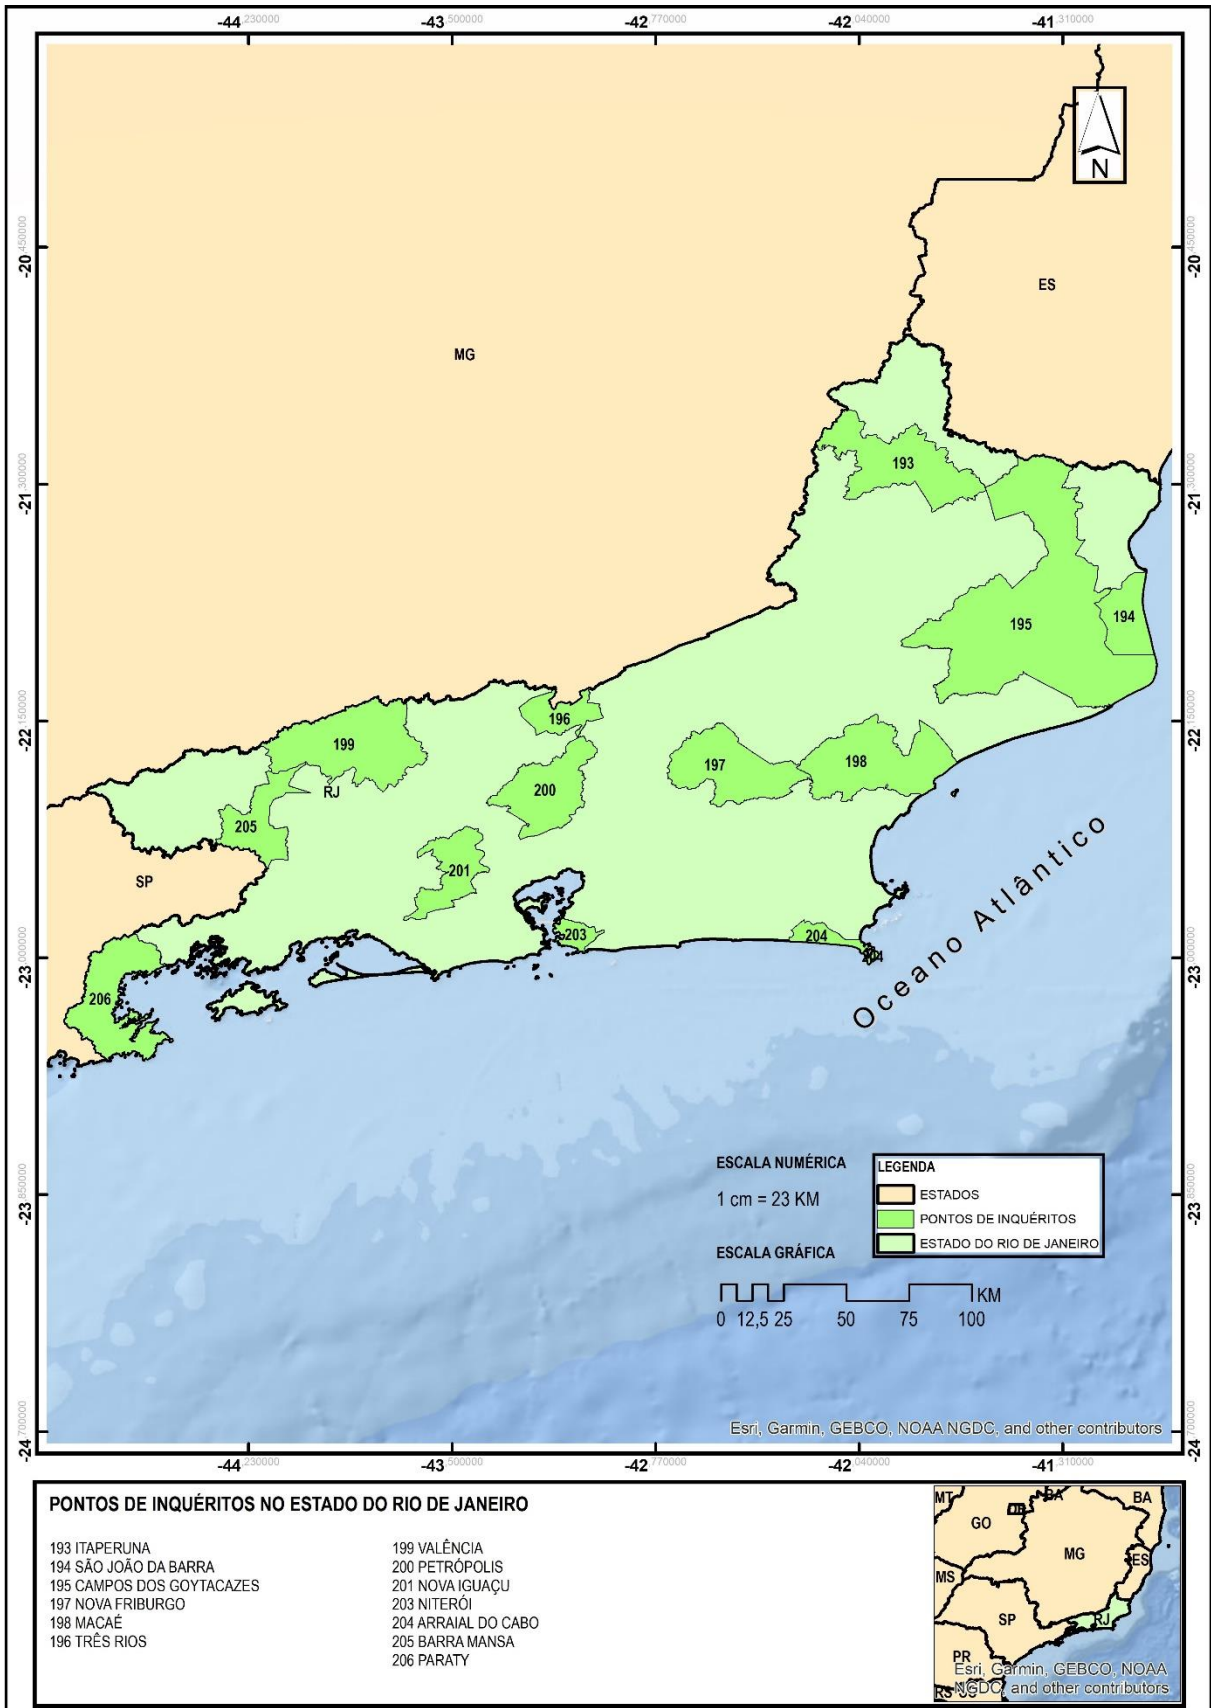 -44,230000 -43,500000 -42,770000 -42,040000 -41,310000
N
-20,450000 -20,450000
ES
MG
193
-21,300000 -21,300000
194
195
196
-22,150000 -22,150000
199
197
198
200
RJ
205
201
SP
203
204
-23,000000 -23,000000
206
Oceano Atlântico
ESCALA NUMÉRICA
1 cm = 23 KM
ESCALA GRÁFICA
KM
0 12,5 25 50 75 100
LEGENDA
ESTADOS
PONTOS DE INQUÉRITOS
ESTADO DO RIO DE JANEIRO
-23,850000 -23,850000
Esri, Garmin, GEBCO, NOAA NGDC, and other contributors
-24,700000 -24,700000
-44,230000 -43,500000 -42,770000 -42,040000 -41,310000
PONTOS DE INQUÉRITOS NO ESTADO DO RIO DE JANEIRO
193 ITAPERUNA
194 SÃO JOÃO DA BARRA
195 CAMPOS DOS GOYTACAZES
197 NOVA FRIBURGO
198 MACAÉ
196 TRÊS RIOS
199 VALÊNCIA
200 PETRÓPOLIS
201 NOVA IGUAÇU
203 NITERÓI
204 ARRAIAL DO CABO
205 BARRA MANSA
206 PARATY
MT BA BA
GO
MG
ES
MS
SP
RJ
PR
Esri, Garmin, GEBCO, NOAA
NGDC, and other contributors
RS